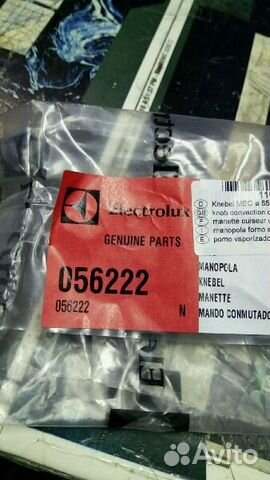 Electrolux
GENUINE PARTS
056222
056222 N
Knebel MEC ø 55
knob convection
manette cuiseur
manopola forno s
pomo vaporizado
MANOPOLA
KNEBEL
MANETTE
MANDO CONMUTADO
Avito